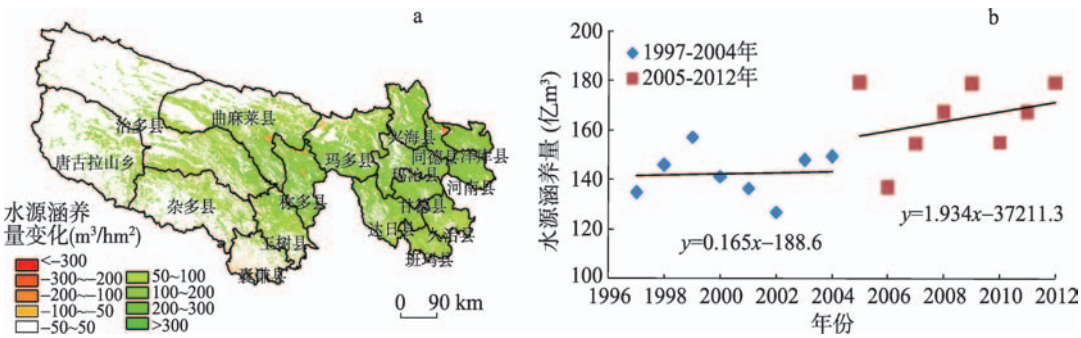 a
治多县
曲麻莱县
唐古拉山乡
杂多县
称多县
玉树县
囊谦县
玛多县
兴海县
同德县
泽库县
玛沁县
河南县
甘德县
达日县
久治县
班玛县
水源涵养
量变化(m³/hm²)
<-300
-300~-200
-200~-100
-100~-50
-50~50
50~100
100~200
200~300
>300
0 90 km
b
水源涵养量 (亿m³)
200
180
160
140
120
100
1997-2004年
2005-2012年
y=0.165x-188.6
y=1.934x-37211.3
1996 1998 2000 2002 2004 2006 2008 2010 2012
年份